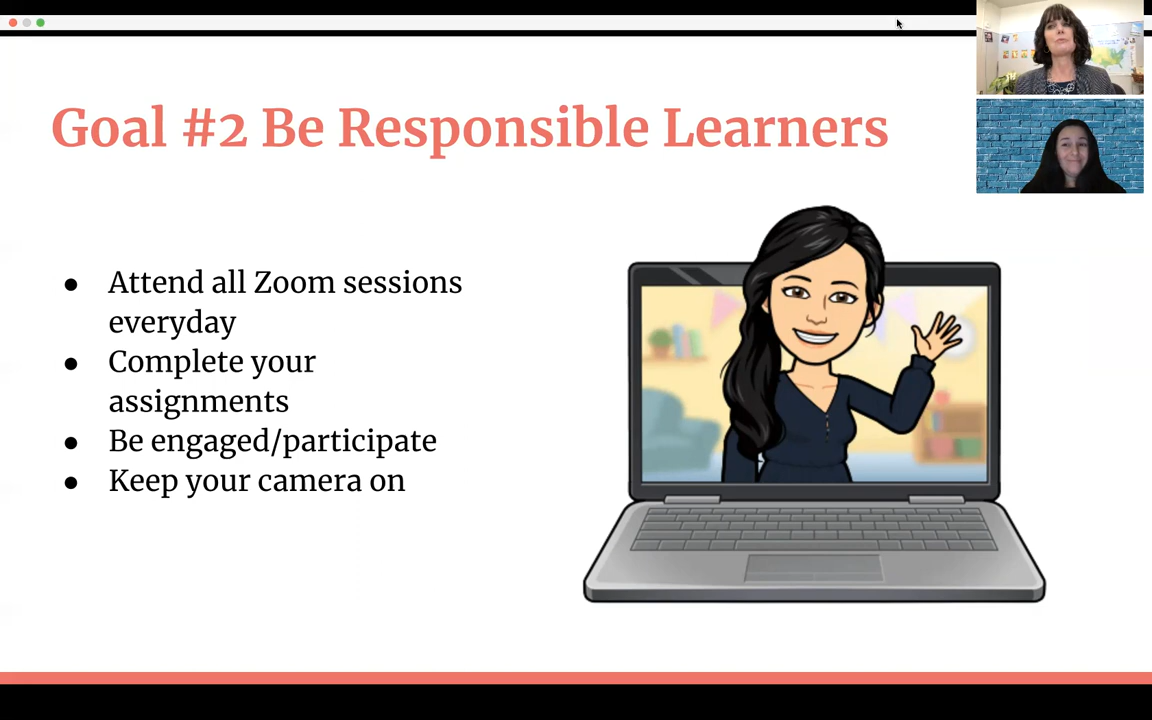 Goal #2 Be Responsible Learners
● Attend all Zoom sessions
everyday
● Complete your
assignments
● Be engaged/participate
● Keep your camera on